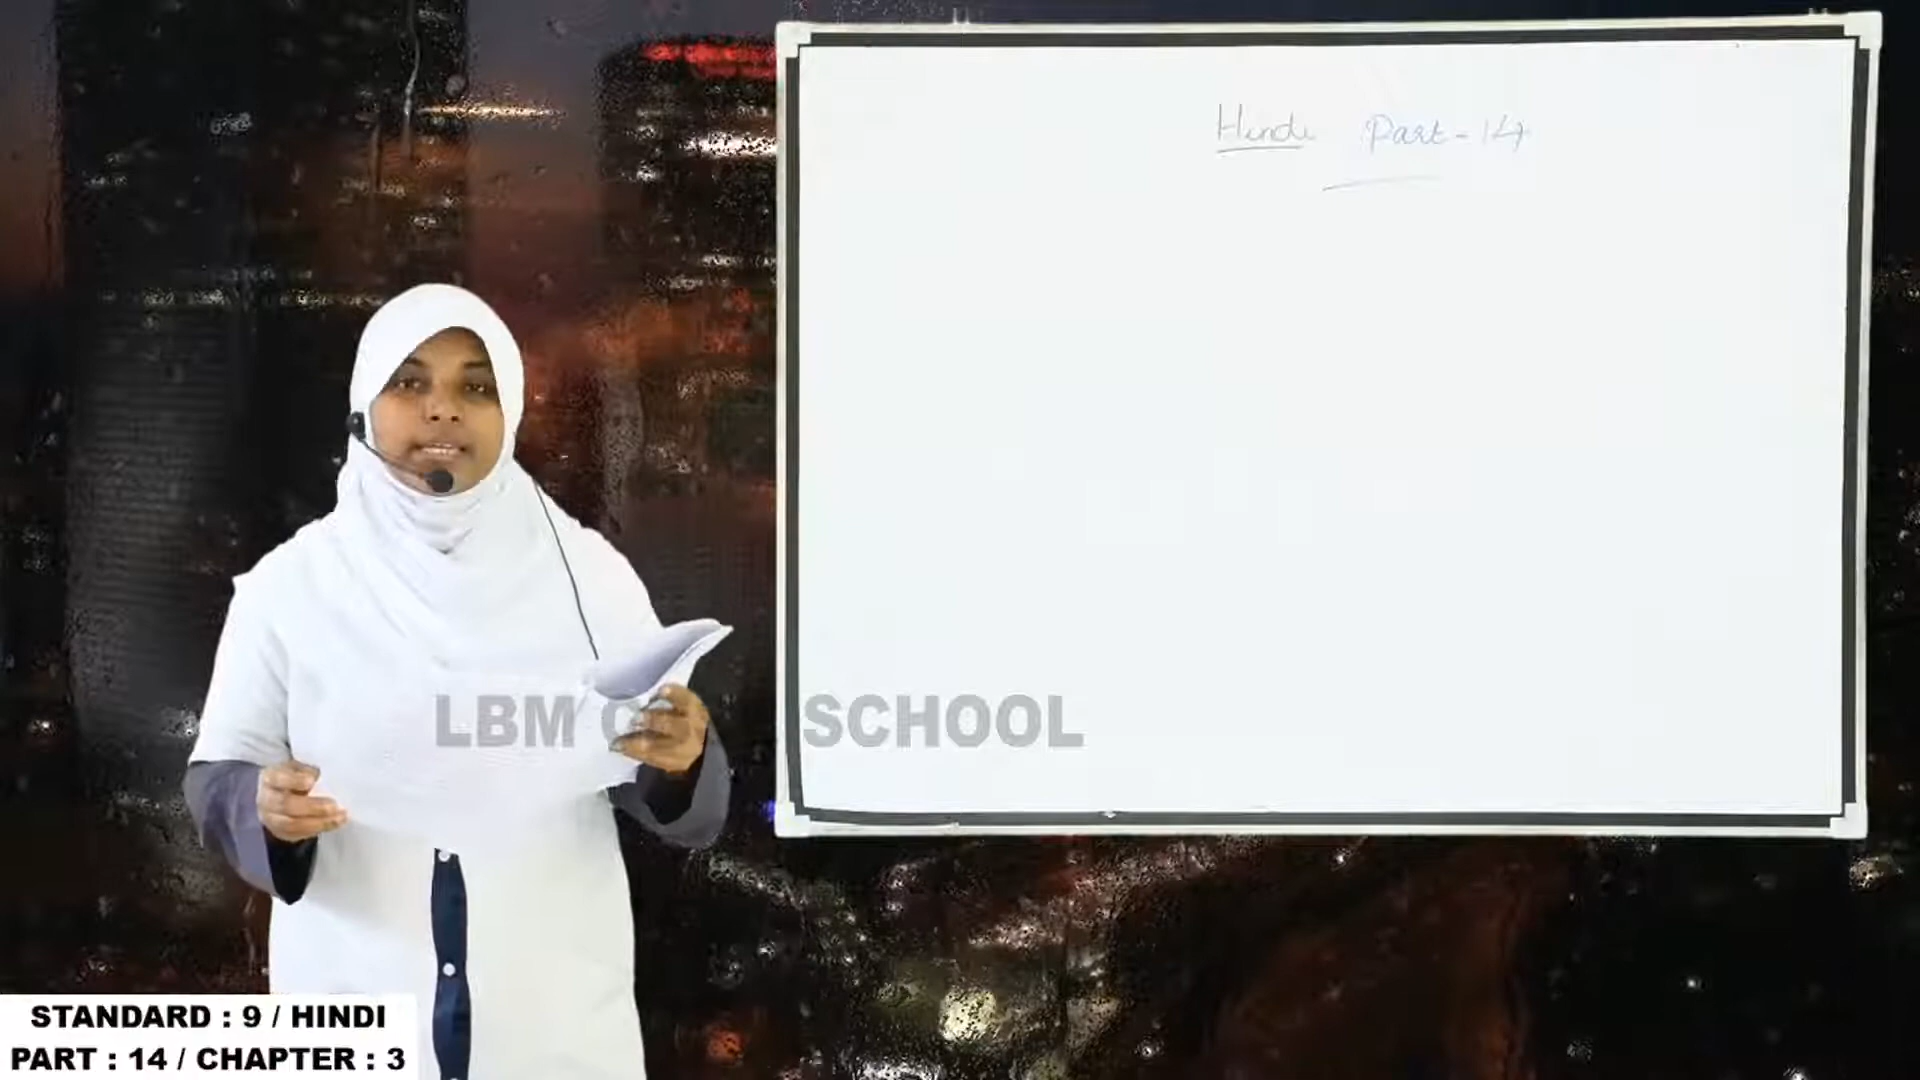 Hindi Part - 14
LBM SCHOOL
STANDARD : 9 / HINDI
PART : 14 / CHAPTER : 3